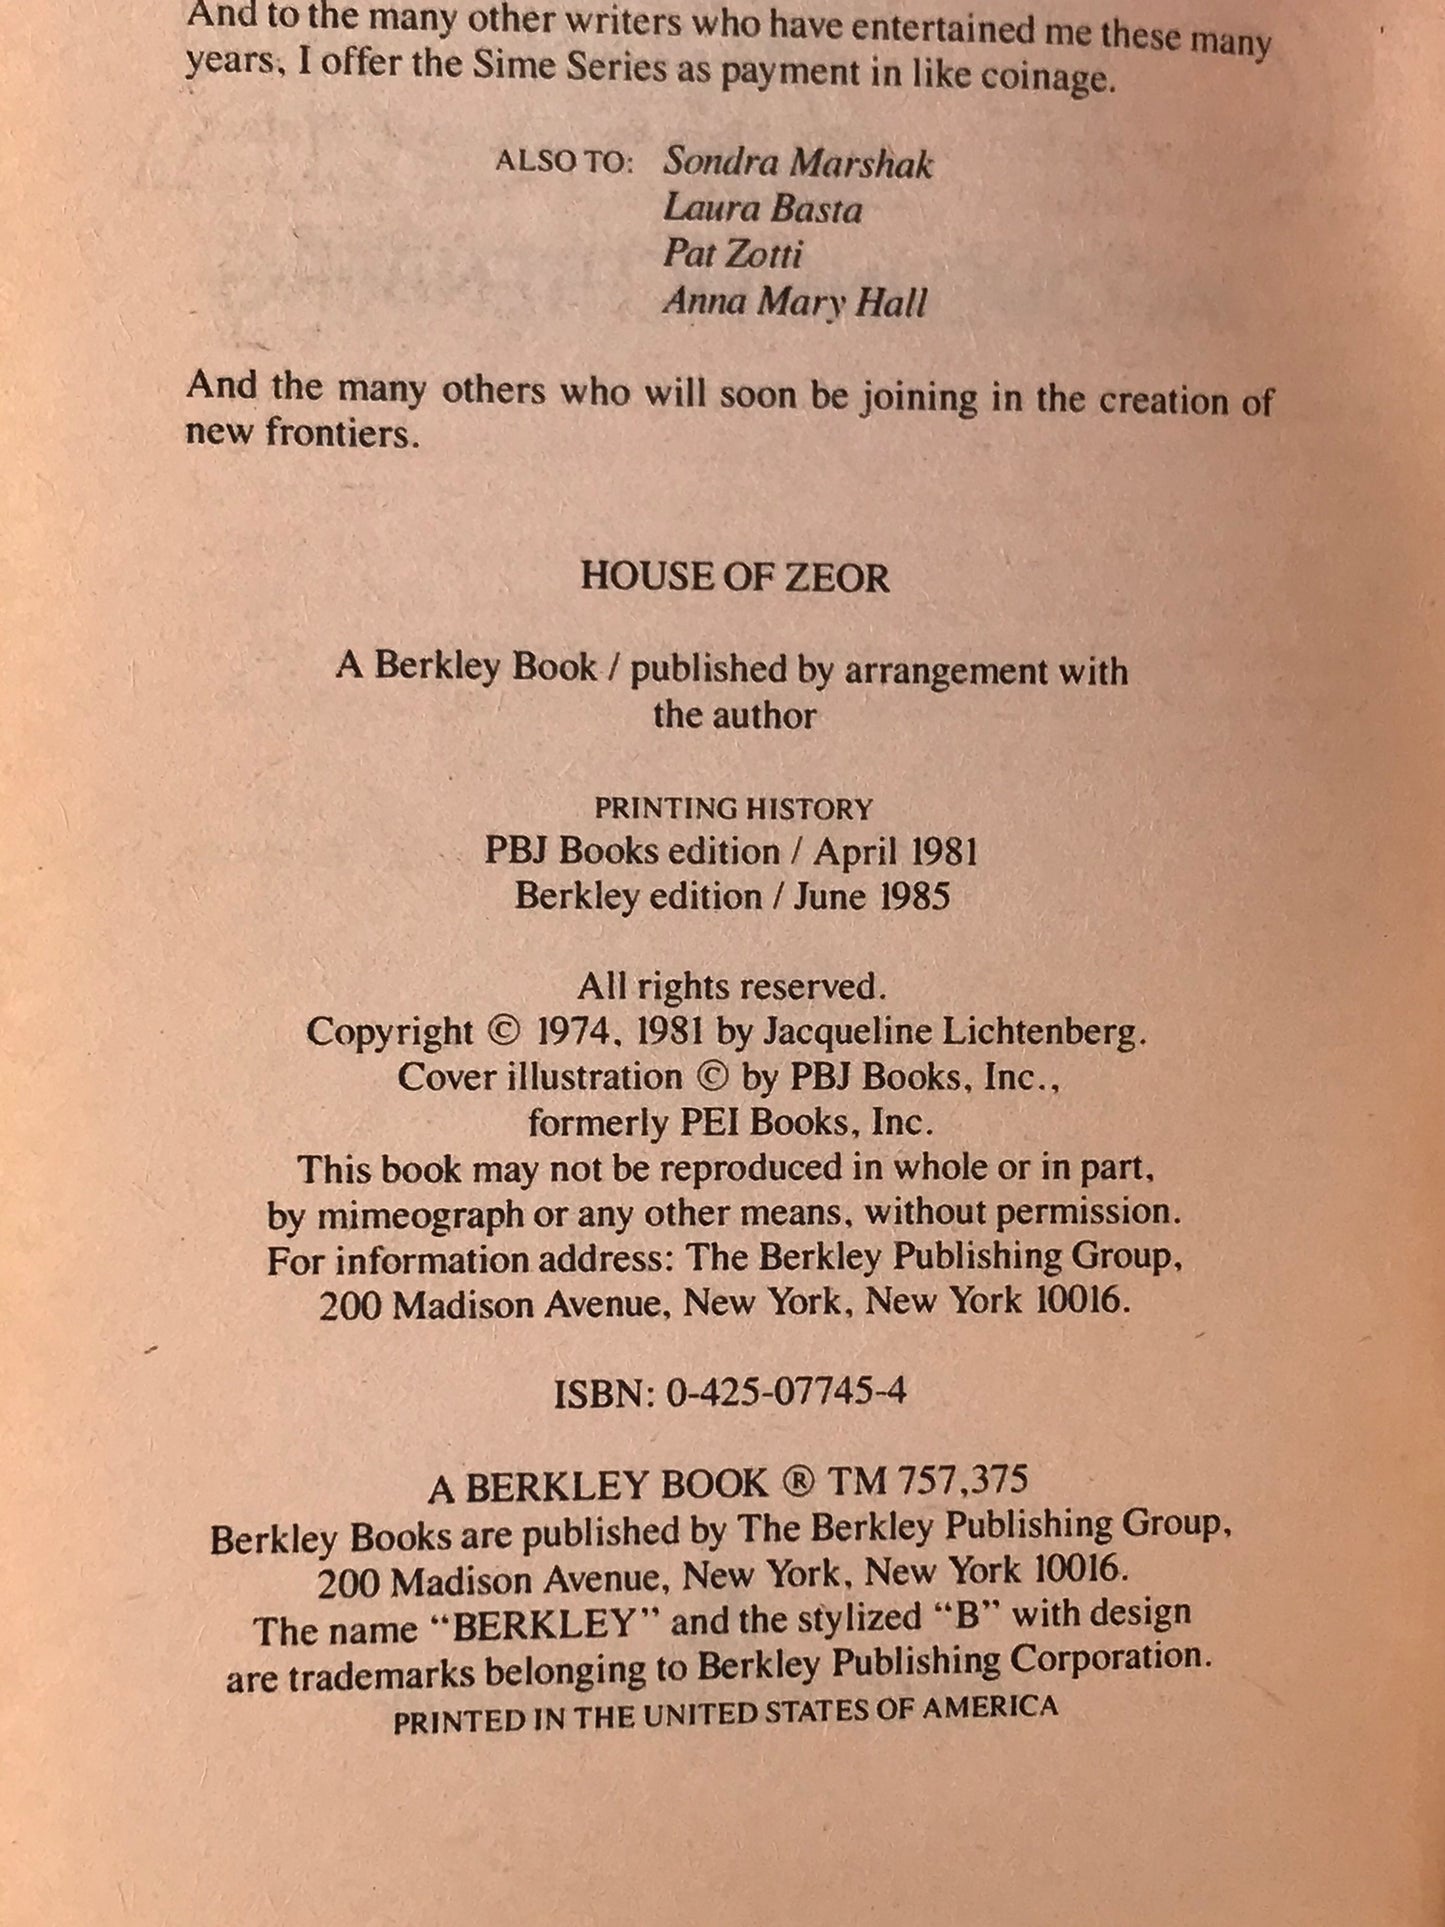 And to the many other writers who have entertained me these many
years, I offer the Sime Series as payment in like coinage.
ALSO TO: Sondra Marshak
Laura Basta
Pat Zotti
Anna Mary Hall
And the many others who will soon be joining in the creation of
new frontiers.
HOUSE OF ZEOR
A Berkley Book / published by arrangement with
the author
PRINTING HISTORY
PBJ Books edition / April 1981
Berkley edition / June 1985
All rights reserved.
Copyright © 1974, 1981 by Jacqueline Lichtenberg.
Cover illustration © by PBJ Books, Inc.,
formerly PEI Books, Inc.
This book may not be reproduced in whole or in part,
by mimeograph or any other means, without permission.
For information address: The Berkley Publishing Group,
200 Madison Avenue, New York, New York 10016.
ISBN: 0-425-07745-4
A BERKLEY BOOK ® TM 757,375
Berkley Books are published by The Berkley Publishing Group,
200 Madison Avenue, New York, New York 10016.
The name “BERKLEY” and the stylized “B” with design
are trademarks belonging to Berkley Publishing Corporation.
PRINTED IN THE UNITED STATES OF AMERICA